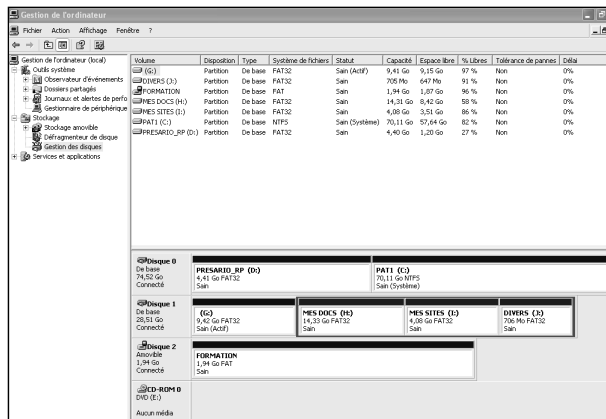 Gestion de l'ordinateur
Fichier Action Affichage Fenêtre ?
Gestion de l'ordinateur (local)
Outils système
Observateur d'événements
Dossiers partagés
Journaux et alertes de perfo
Gestionnaire de périphérique
Stockage
Stockage amovible
Défragmenteur de disque
Gestion des disques
Services et applications
Volume Disposition Type Système de fichiers Statut Capacité Espace libre % Libres Tolérance de pannes Délai
(G:) Partition De base FAT32 Sain (Actif) 9,41 Go 9,15 Go 97 % Non 0%
DIVERS (J:) Partition De base FAT32 Sain 705 Mo 647 Mo 91 % Non 0%
FORMATION Partition De base FAT Sain 1,94 Go 1,87 Go 96 % Non 0%
MES DOCS (H:) Partition De base FAT32 Sain 14,31 Go 8,42 Go 58 % Non 0%
MES SITES (I:) Partition De base FAT32 Sain 4,08 Go 3,51 Go 86 % Non 0%
PAT1 (C:) Partition De base NTFS Sain (Système) 70,11 Go 57,64 Go 82 % Non 0%
PRESARIO_RP (D:) Partition De base FAT32 Sain 4,40 Go 1,20 Go 27 % Non 0%
Disque 0
De base
74,52 Go
Connecté
PRESARIO_RP (D:)
4,41 Go FAT32
Sain
PAT1 (C:)
70,11 Go NTFS
Sain (Système)
Disque 1
De base
28,51 Go
Connecté
(G:)
9,42 Go FAT32
Sain (Actif)
MES DOCS (H:)
14,33 Go FAT32
Sain
MES SITES (I:)
4,08 Go FAT32
Sain
DIVERS (J:)
706 Mo FAT32
Sain
Disque 2
Amovible
1,94 Go
Connecté
FORMATION
1,94 Go FAT
Sain
CD-ROM 0
DVD (E:)
Aucun média